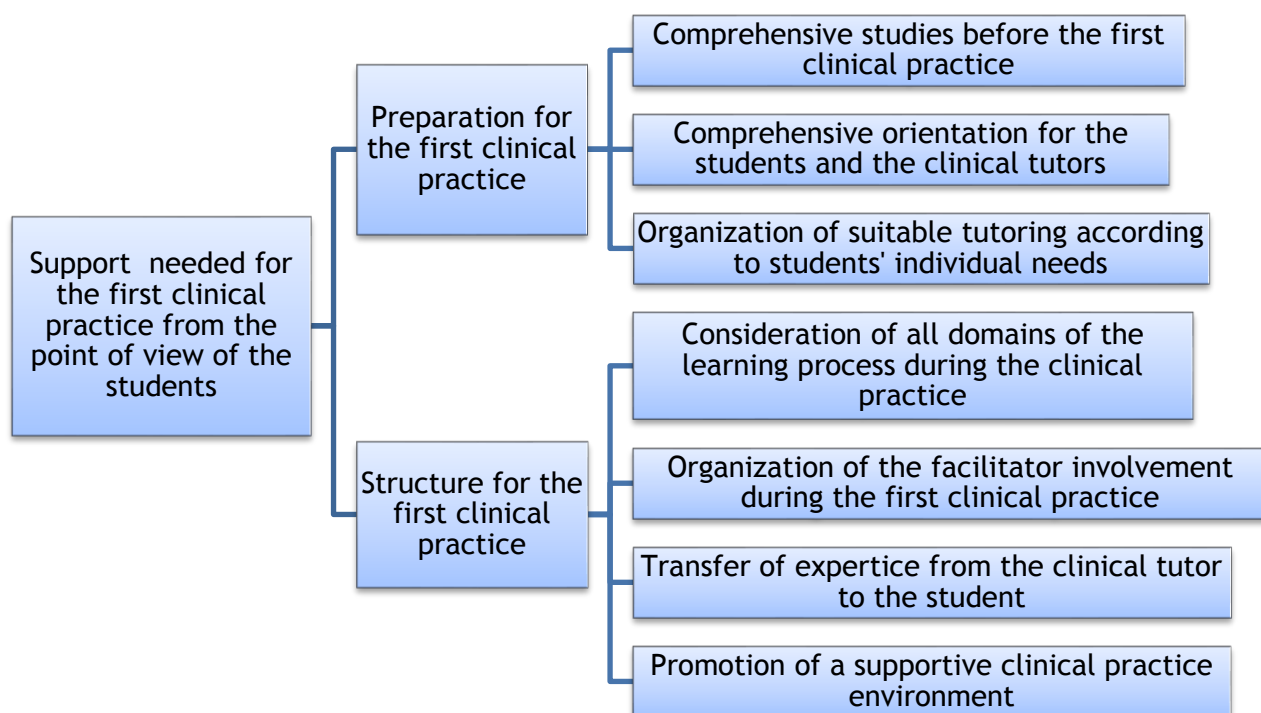 Support  needed for
the first clinical
practice from the
point of view of the
students
Preparation for
the first clinical
practice
Comprehensive studies before the first
clinical practice
Comprehensive orientation for the
students and the clinical tutors
Organization of suitable tutoring according
to students' individual needs
Structure for the
first clinical
practice
Consideration of all domains of the
learning process during the clinical
practice
Organization of the facilitator involvement
during the first clinical practice
Transfer of expertice from the clinical tutor
to the student
Promotion of a supportive clinical practice
environment